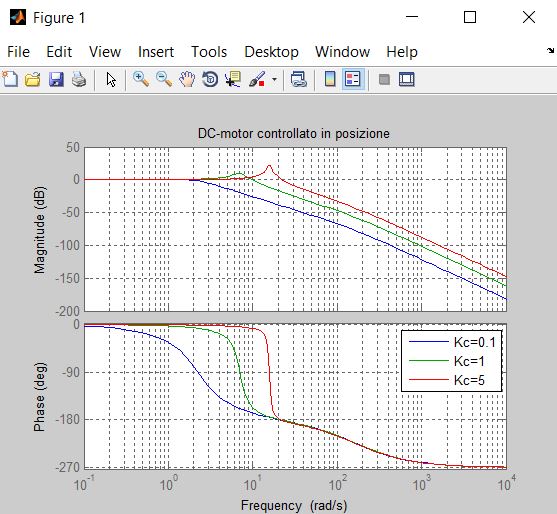 Figure 1
File Edit View Insert Tools Desktop Window Help
DC-motor controllato in posizione
Magnitude (dB)
50
0
-50
-100
-150
-200
Phase (deg)
0
-90
-180
-270
Kc=0.1
Kc=1
Kc=5
10^-1 10^0 10^1 10^2 10^3 10^4
Frequency (rad/s)